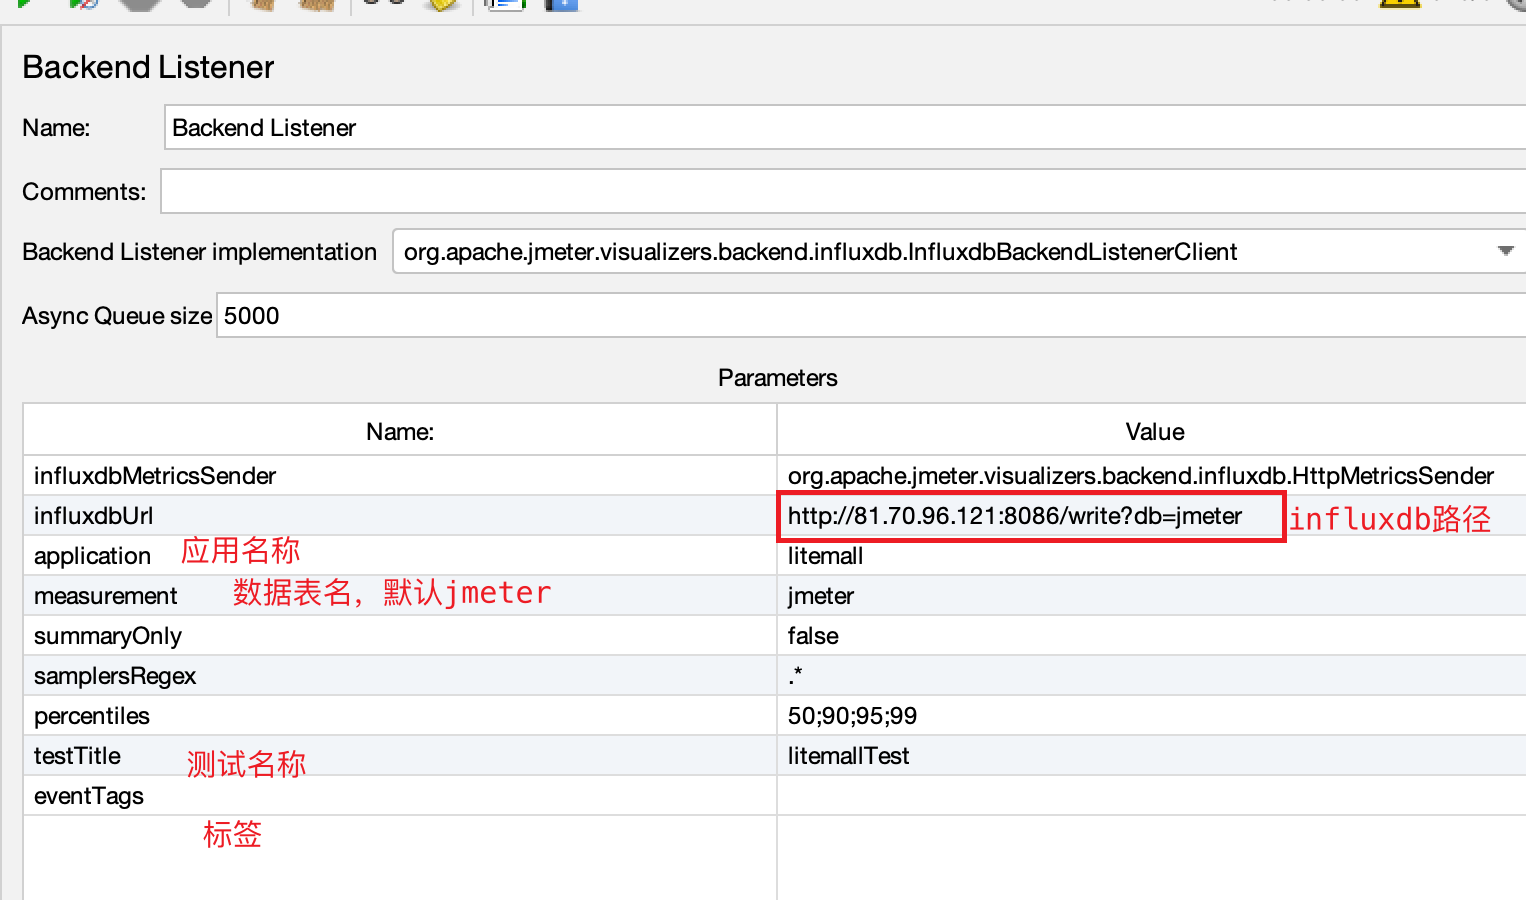 Backend Listener
Name: Backend Listener
Comments:
Backend Listener implementation org.apache.jmeter.visualizers.backend.influxdb.InfluxdbBackendListenerClient
Async Queue size 5000
Parameters
Name: Value
influxdbMetricsSender org.apache.jmeter.visualizers.backend.influxdb.HttpMetricsSender
influxdbUrl http://81.70.96.121:8086/write?db=jmeter influxdb路径
application 应用名称 litemall
measurement 数据表名，默认jmeter jmeter
summaryOnly false
samplersRegex .*
percentiles 50;90;95;99
testTitle 测试名称 litemallTest
eventTags
标签